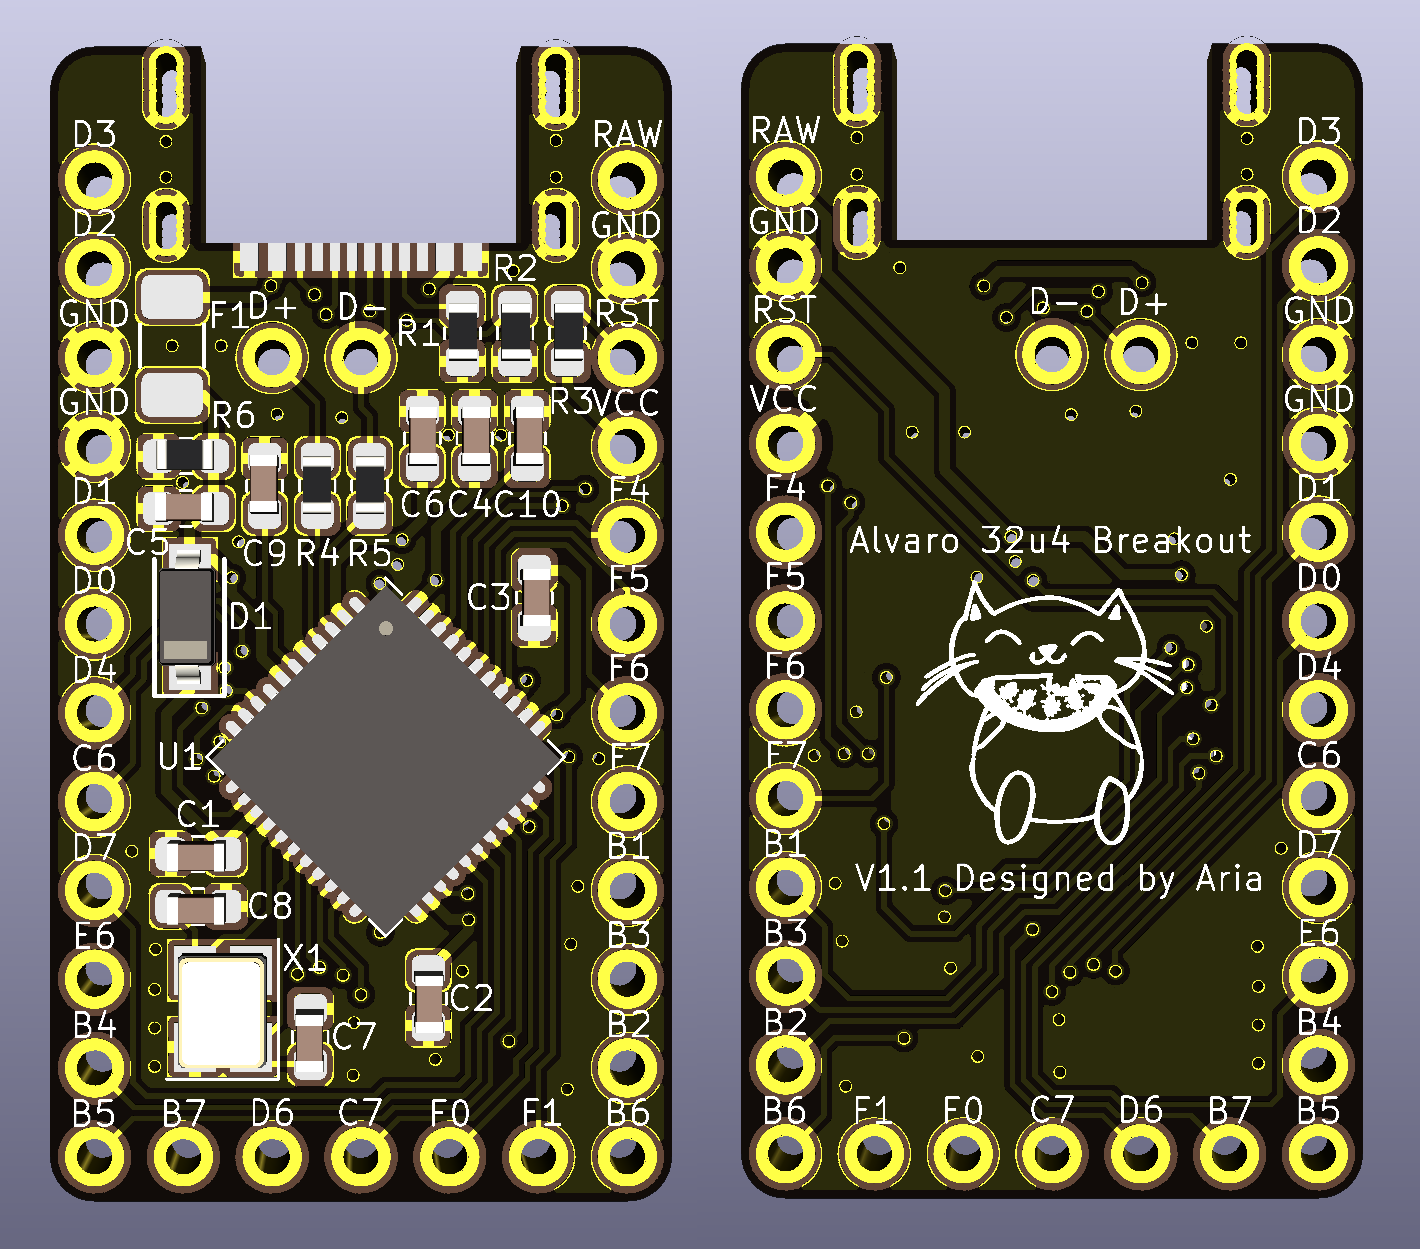 D3 RAW
D2 GND
R2
F1 D+ D-
GND R1 RST
GND R6 R3 VCC
D1 C6 C4 C10 F4
C5 C9 R4 R5
D0 C3 F5
D1
D4 F6
C6 U1 F7
C1
D7 B1
C8
E6 X1 B3
B4 C7 C2 B2
B5 B7 D6 C7 F0 F1 B6
RAW D3
GND D2
RST D- D+ GND
VCC GND
F4 D1
Alvaro 32u4 Breakout
F5 D0
F6 D4
F7 C6
B1 D7
V1.1 Designed by Aria
B3 E6
B2 B4
B6 F1 F0 C7 D6 B7 B5